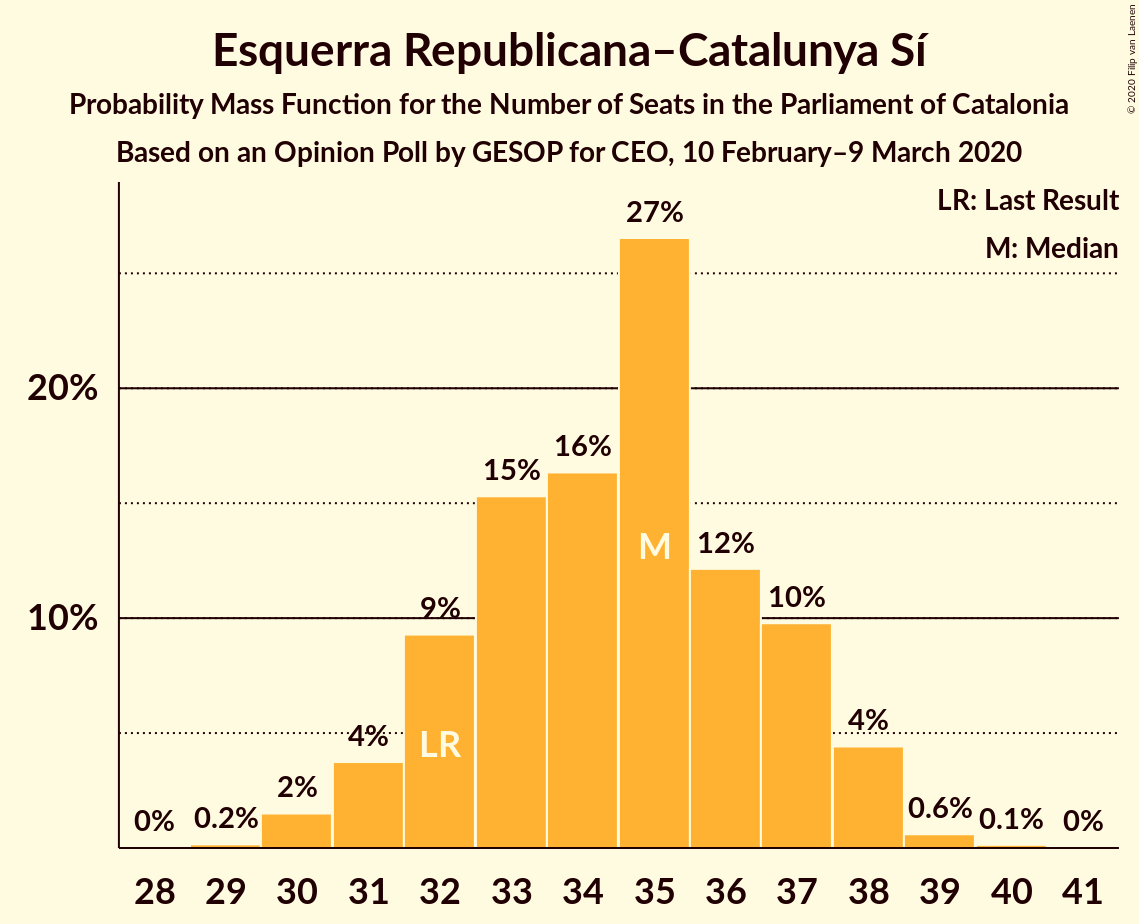 Esquerra Republicana–Catalunya Sí
Probability Mass Function for the Number of Seats in the Parliament of Catalonia
Based on an Opinion Poll by GESOP for CEO, 10 February–9 March 2020
© 2020 Filip van Laenen
LR: Last Result
M: Median
20%
10%
0%
0.2%
2%
4%
9%
15%
16%
27%
12%
10%
4%
0.6%
0.1%
0%
LR
M
28 29 30 31 32 33 34 35 36 37 38 39 40 41